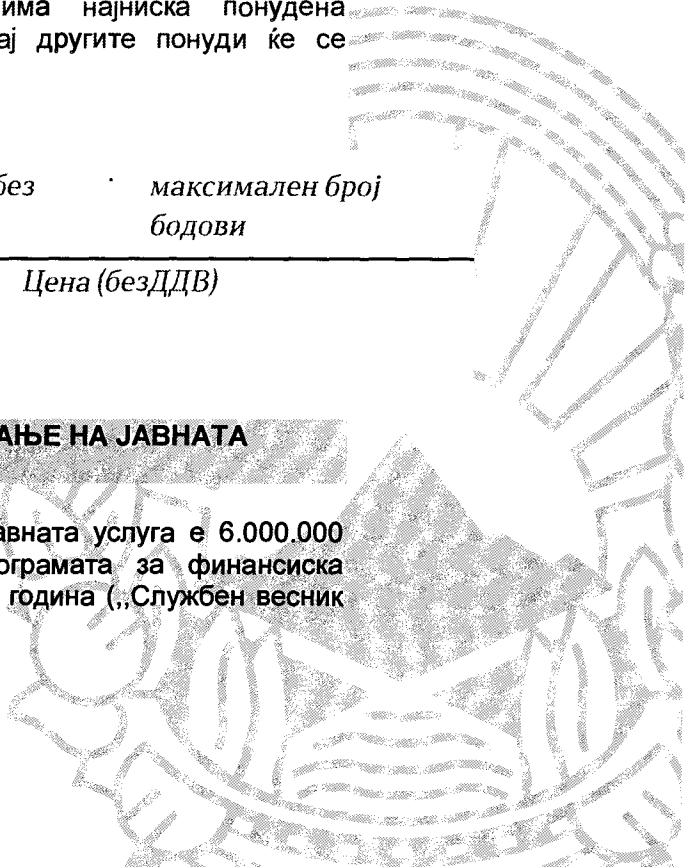 има најниска понудена
ај другите понуди ќе се
без максимален број
бодови
Цена (безДДВ)
АЊЕ НА ЈАВНАТА
авната услуга е 6.000.000
ограмата за финансиска
година (,,Службен весник